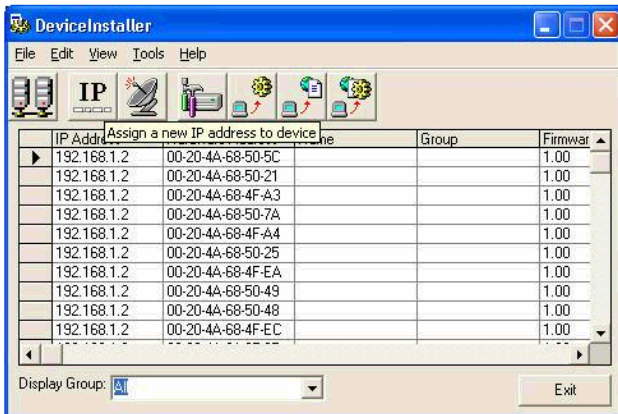 DeviceInstaller
File Edit View Tools Help
IP
Assign a new IP address to device
IP Addre Name Group Firmwar
192.168.1.2 00-20-4A-68-50-5C 1.00
192.168.1.2 00-20-4A-68-50-21 1.00
192.168.1.2 00-20-4A-68-4F-A3 1.00
192.168.1.2 00-20-4A-68-50-7A 1.00
192.168.1.2 00-20-4A-68-4F-A4 1.00
192.168.1.2 00-20-4A-68-50-25 1.00
192.168.1.2 00-20-4A-68-4F-EA 1.00
192.168.1.2 00-20-4A-68-50-49 1.00
192.168.1.2 00-20-4A-68-50-48 1.00
192.168.1.2 00-20-4A-68-4F-EC 1.00
Display Group: All
Exit